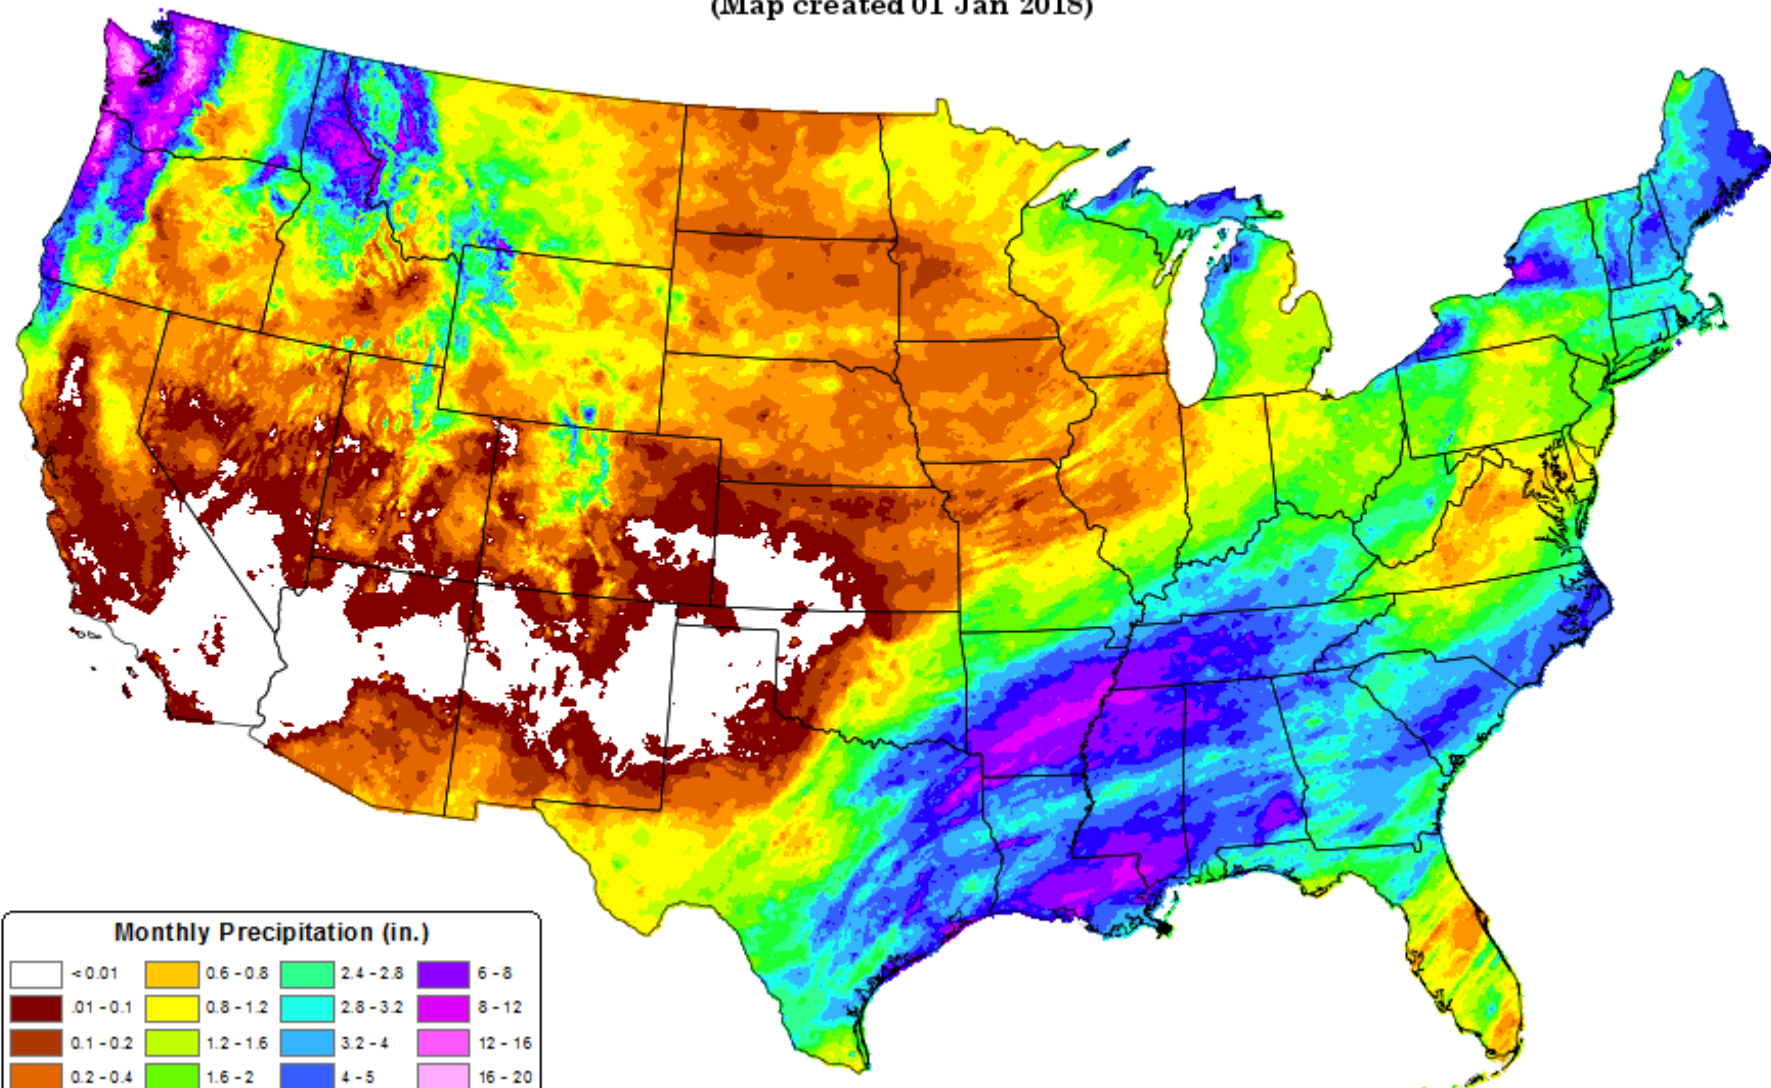 (Map created 01 Jan 2018)
Monthly Precipitation (in.)
< 0.01 0.6 - 0.8 2.4 - 2.8 6 - 8
.01 - 0.1 0.8 - 1.2 2.8 - 3.2 8 - 12
0.1 - 0.2 1.2 - 1.6 3.2 - 4 12 - 16
0.2 - 0.4 1.6 - 2 4 - 5 16 - 20